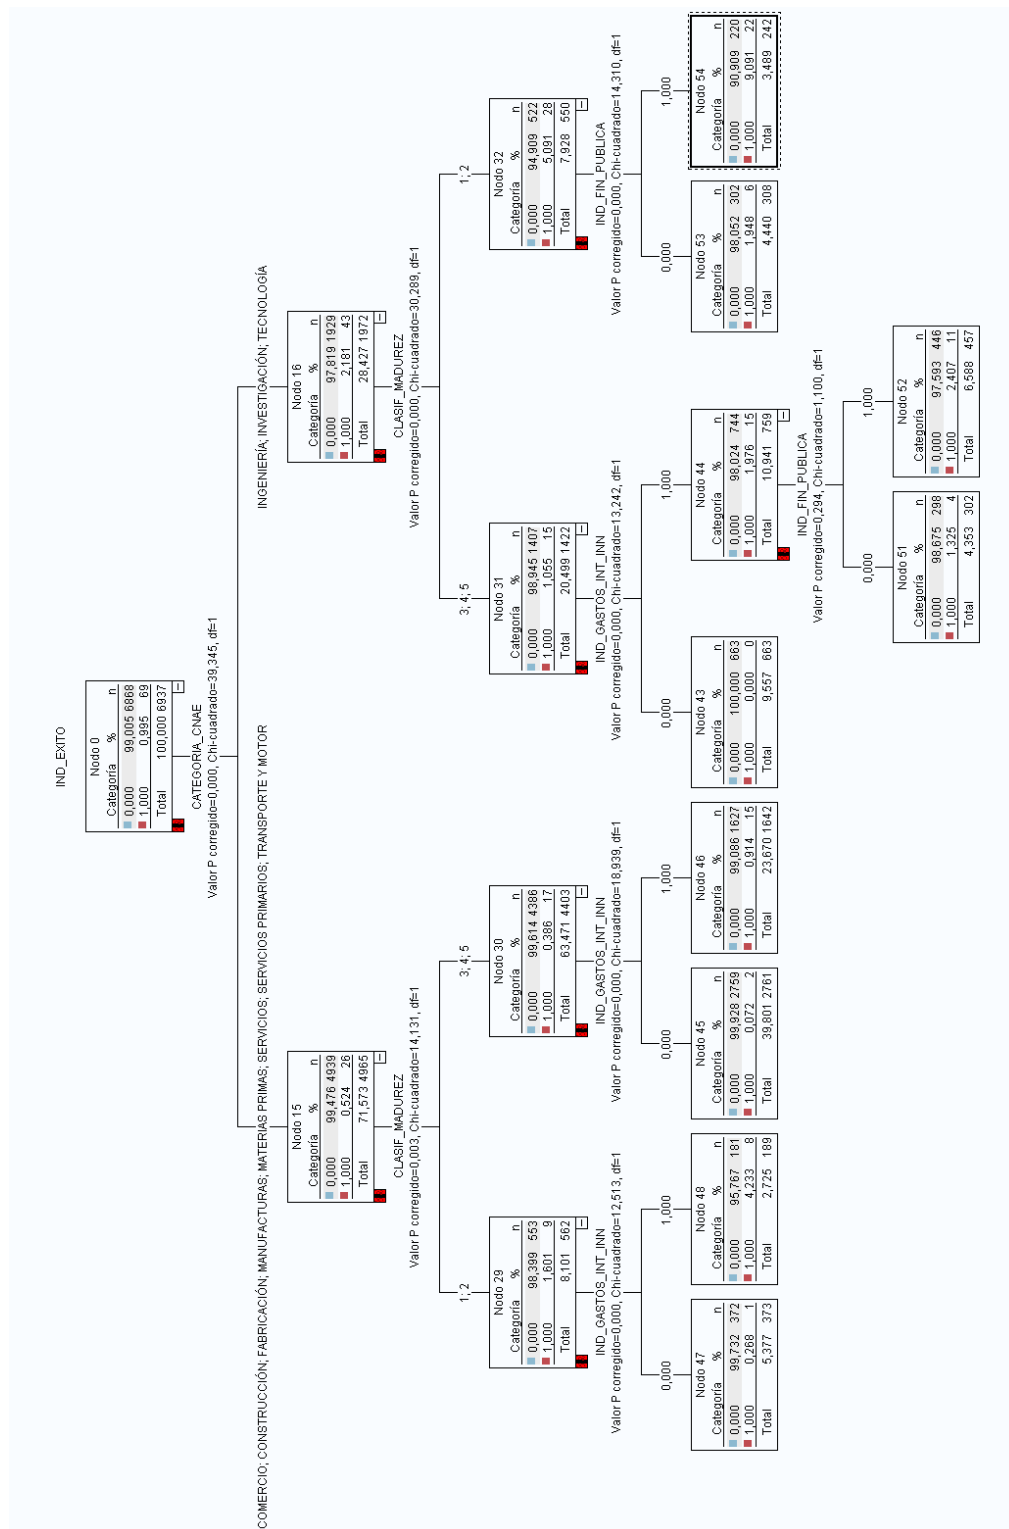 IND_EXITO
Nodo 0
Categoría % n
0,000 99,005 6868
1,000 0,995 69
Total 100,000 6937
CATEGORIA_CNAE
Valor P corregido=0,000, Chi-cuadrado=39,345, df=1
COMERCIO; CONSTRUCCIÓN; FABRICACIÓN; MANUFACTURAS; MATERIAS PRIMAS; SERVICIOS; SERVICIOS PRIMARIOS; TRANSPORTE Y MOTOR
INGENIERÍA; INVESTIGACIÓN; TECNOLOGÍA
Nodo 15
Categoría % n
0,000 99,476 4939
1,000 0,524 26
Total 71,573 4965
CLASIF_MADUREZ
Valor P corregido=0,003, Chi-cuadrado=14,131, df=1
Nodo 16
Categoría % n
0,000 97,819 1929
1,000 2,181 43
Total 28,427 1972
CLASIF_MADUREZ
Valor P corregido=0,000, Chi-cuadrado=30,289, df=1
1; 2
3; 4; 5
3; 4; 5
1; 2
Nodo 29
Categoría % n
0,000 98,399 553
1,000 1,601 9
Total 8,101 562
IND_GASTOS_INT_INN
Valor P corregido=0,000, Chi-cuadrado=12,513, df=1
Nodo 30
Categoría % n
0,000 99,614 4386
1,000 0,386 17
Total 63,471 4403
IND_GASTOS_INT_INN
Valor P corregido=0,000, Chi-cuadrado=18,939, df=1
Nodo 31
Categoría % n
0,000 98,945 1407
1,000 1,055 15
Total 20,499 1422
IND_GASTOS_INT_INN
Valor P corregido=0,000, Chi-cuadrado=13,242, df=1
Nodo 32
Categoría % n
0,000 94,909 522
1,000 5,091 28
Total 7,928 550
IND_FIN_PUBLICA
Valor P corregido=0,000, Chi-cuadrado=14,310, df=1
0,000
1,000
0,000
1,000
0,000
1,000
0,000
1,000
Nodo 47
Categoría % n
0,000 99,732 372
1,000 0,268 1
Total 5,377 373
Nodo 48
Categoría % n
0,000 95,767 181
1,000 4,233 8
Total 2,725 189
Nodo 45
Categoría % n
0,000 99,928 2759
1,000 0,072 2
Total 39,801 2761
Nodo 46
Categoría % n
0,000 99,086 1627
1,000 0,914 15
Total 23,670 1642
Nodo 43
Categoría % n
0,000 100,000 663
1,000 0,000 0
Total 9,557 663
Nodo 44
Categoría % n
0,000 98,024 744
1,000 1,976 15
Total 10,941 759
IND_FIN_PUBLICA
Valor P corregido=0,294, Chi-cuadrado=1,100, df=1
Nodo 53
Categoría % n
0,000 98,052 302
1,000 1,948 6
Total 4,440 308
Nodo 54
Categoría % n
0,000 90,909 220
1,000 9,091 22
Total 3,489 242
0,000
1,000
Nodo 51
Categoría % n
0,000 98,675 298
1,000 1,325 4
Total 4,353 302
Nodo 52
Categoría % n
0,000 97,593 446
1,000 2,407 11
Total 6,588 457